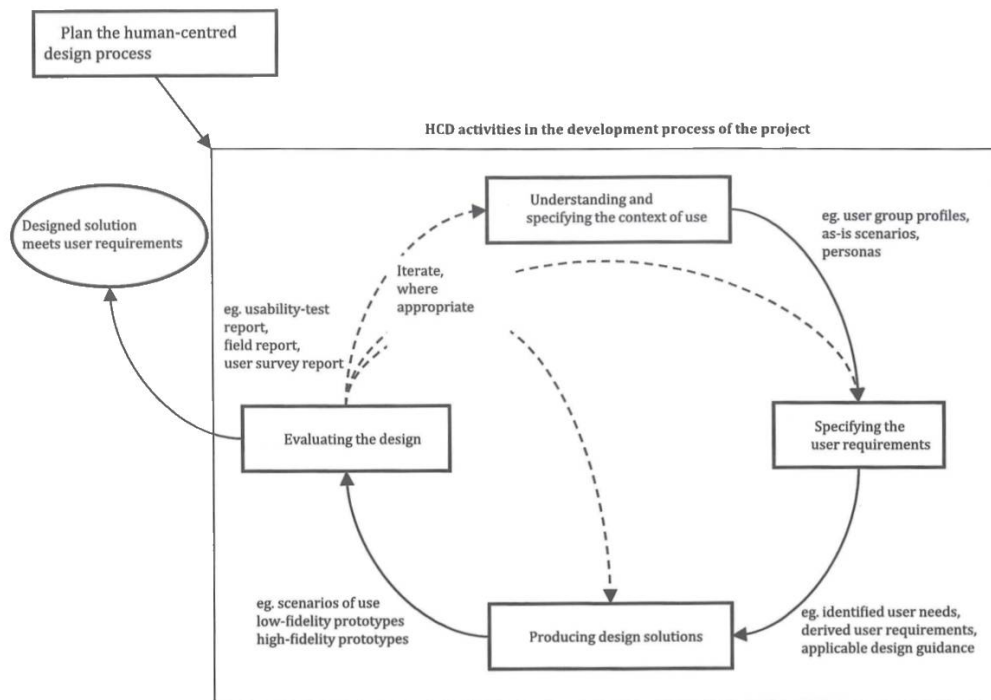 Plan the human-centred
design process
HCD activities in the development process of the project
Understanding and
specifying the context of use
eg. user group profiles,
as-is scenarios,
personas
Designed solution
meets user requirements
Iterate,
where
appropriate
eg. usability-test
report,
field report,
user survey report
Evaluating the design
Specifying the
user requirements
eg. scenarios of use
low-fidelity prototypes
high-fidelity prototypes
Producing design solutions
eg. identified user needs,
derived user requirements,
applicable design guidance